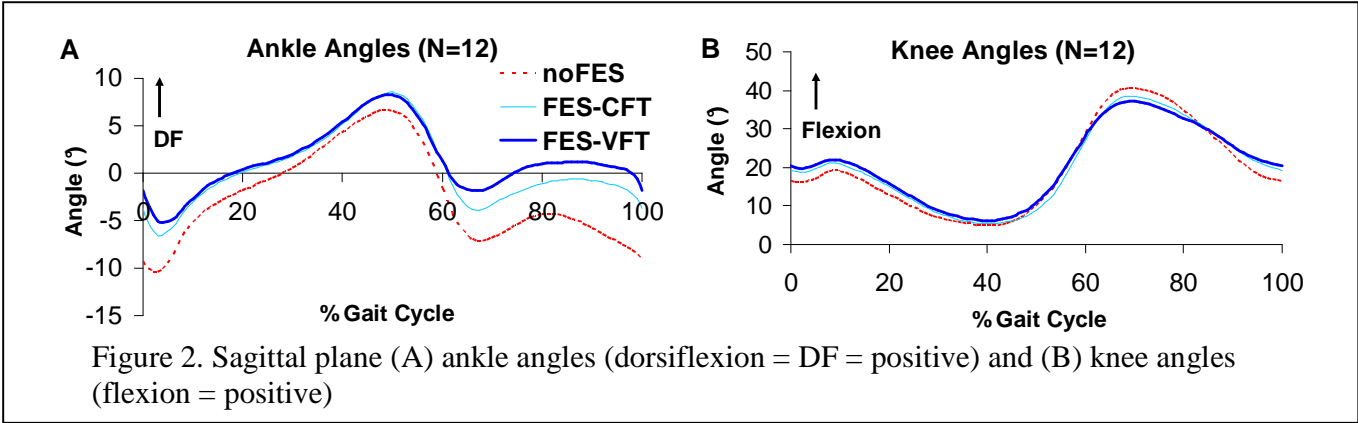 A
Ankle Angles (N=12)
10
5
0
-5
-10
-15
Angle (°)
DF
0
20
40
60
80
100
% Gait Cycle
noFES
FES-CFT
FES-VFT
B
Knee Angles (N=12)
50
40
30
20
10
0
Angle (°)
Flexion
0
20
40
60
80
100
% Gait Cycle
Figure 2. Sagittal plane (A) ankle angles (dorsiflexion = DF = positive) and (B) knee angles
(flexion = positive)